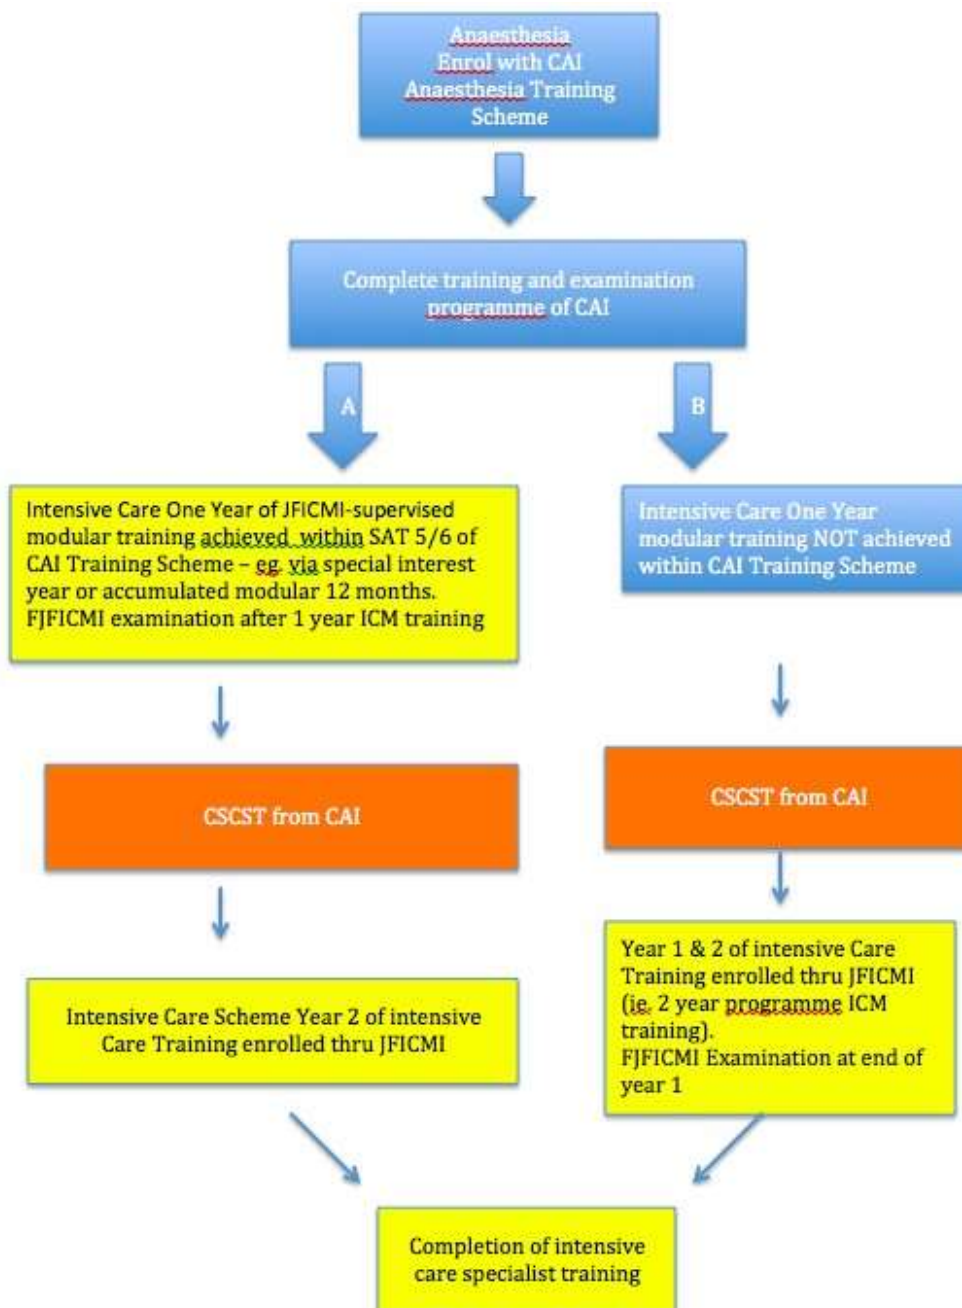 Anaesthesia
Enrol with CAI
Anaesthesia Training
Scheme
Complete training and examination
programme of CAI
A
B
Intensive Care One Year of JFICMI-supervised
modular training achieved within SAT 5/6 of
CAI Training Scheme – eg. via special interest
year or accumulated modular 12 months.
FJFICMI examination after 1 year ICM training
Intensive Care One Year
modular training NOT achieved
within CAI Training Scheme
CSCST from CAI
CSCST from CAI
Intensive Care Scheme Year 2 of intensive
Care Training enrolled thru JFICMI
Year 1 & 2 of intensive Care
Training enrolled thru JFICMI
(ie. 2 year programme ICM
training).
FJFICMI Examination at end of
year 1
Completion of intensive
care specialist training